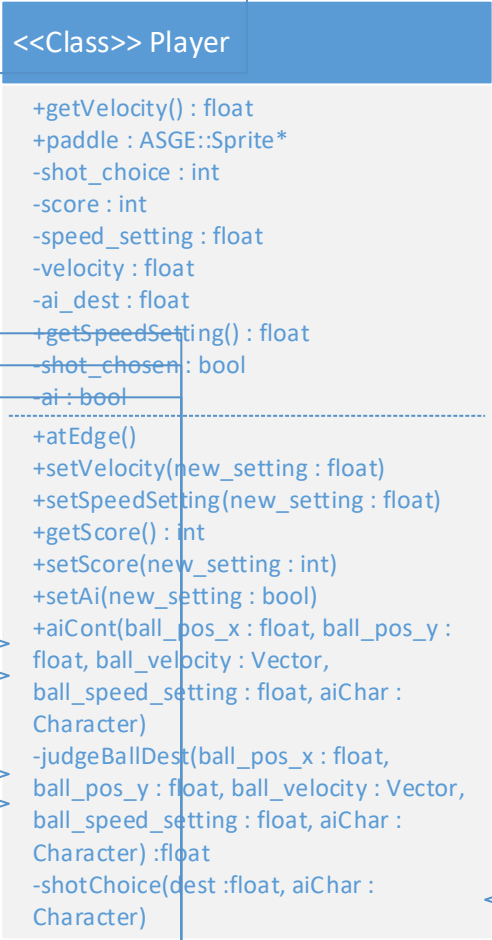 <<Class>> Player
+getVelocity() : float
+paddle : ASGE::Sprite*
-shot_choice : int
-score : int
-speed_setting : float
-velocity : float
-ai_dest : float
+getSpeedSetting() : float
-shot_chosen : bool
-ai : bool
+atEdge()
+setVelocity(new_setting : float)
+setSpeedSetting(new_setting : float)
+getScore() : int
+setScore(new_setting : int)
+setAi(new_setting : bool)
+aiCont(ball_pos_x : float, ball_pos_y :
float, ball_velocity : Vector,
ball_speed_setting : float, aiChar :
Character)
-judgeBallDest(ball_pos_x : float,
ball_pos_y : float, ball_velocity : Vector,
ball_speed_setting : float, aiChar :
Character) :float
-shotChoice(dest :float, aiChar :
Character)